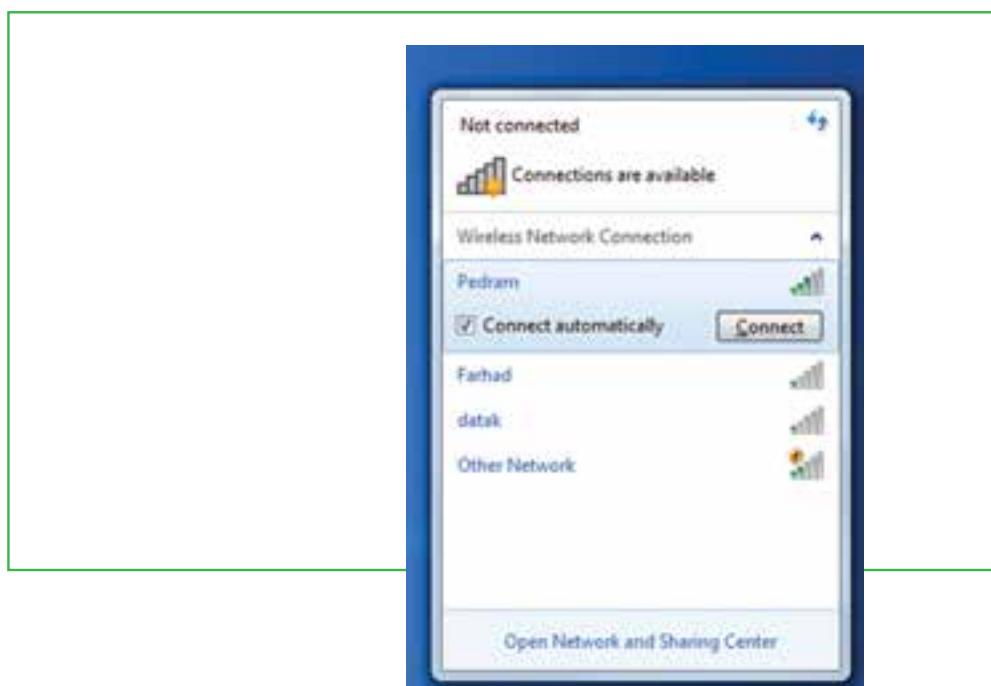 Not connected
Connections are available
Wireless Network Connection
Pedram
Connect automatically Connect
Farhad
datak
Other Network
Open Network and Sharing Center